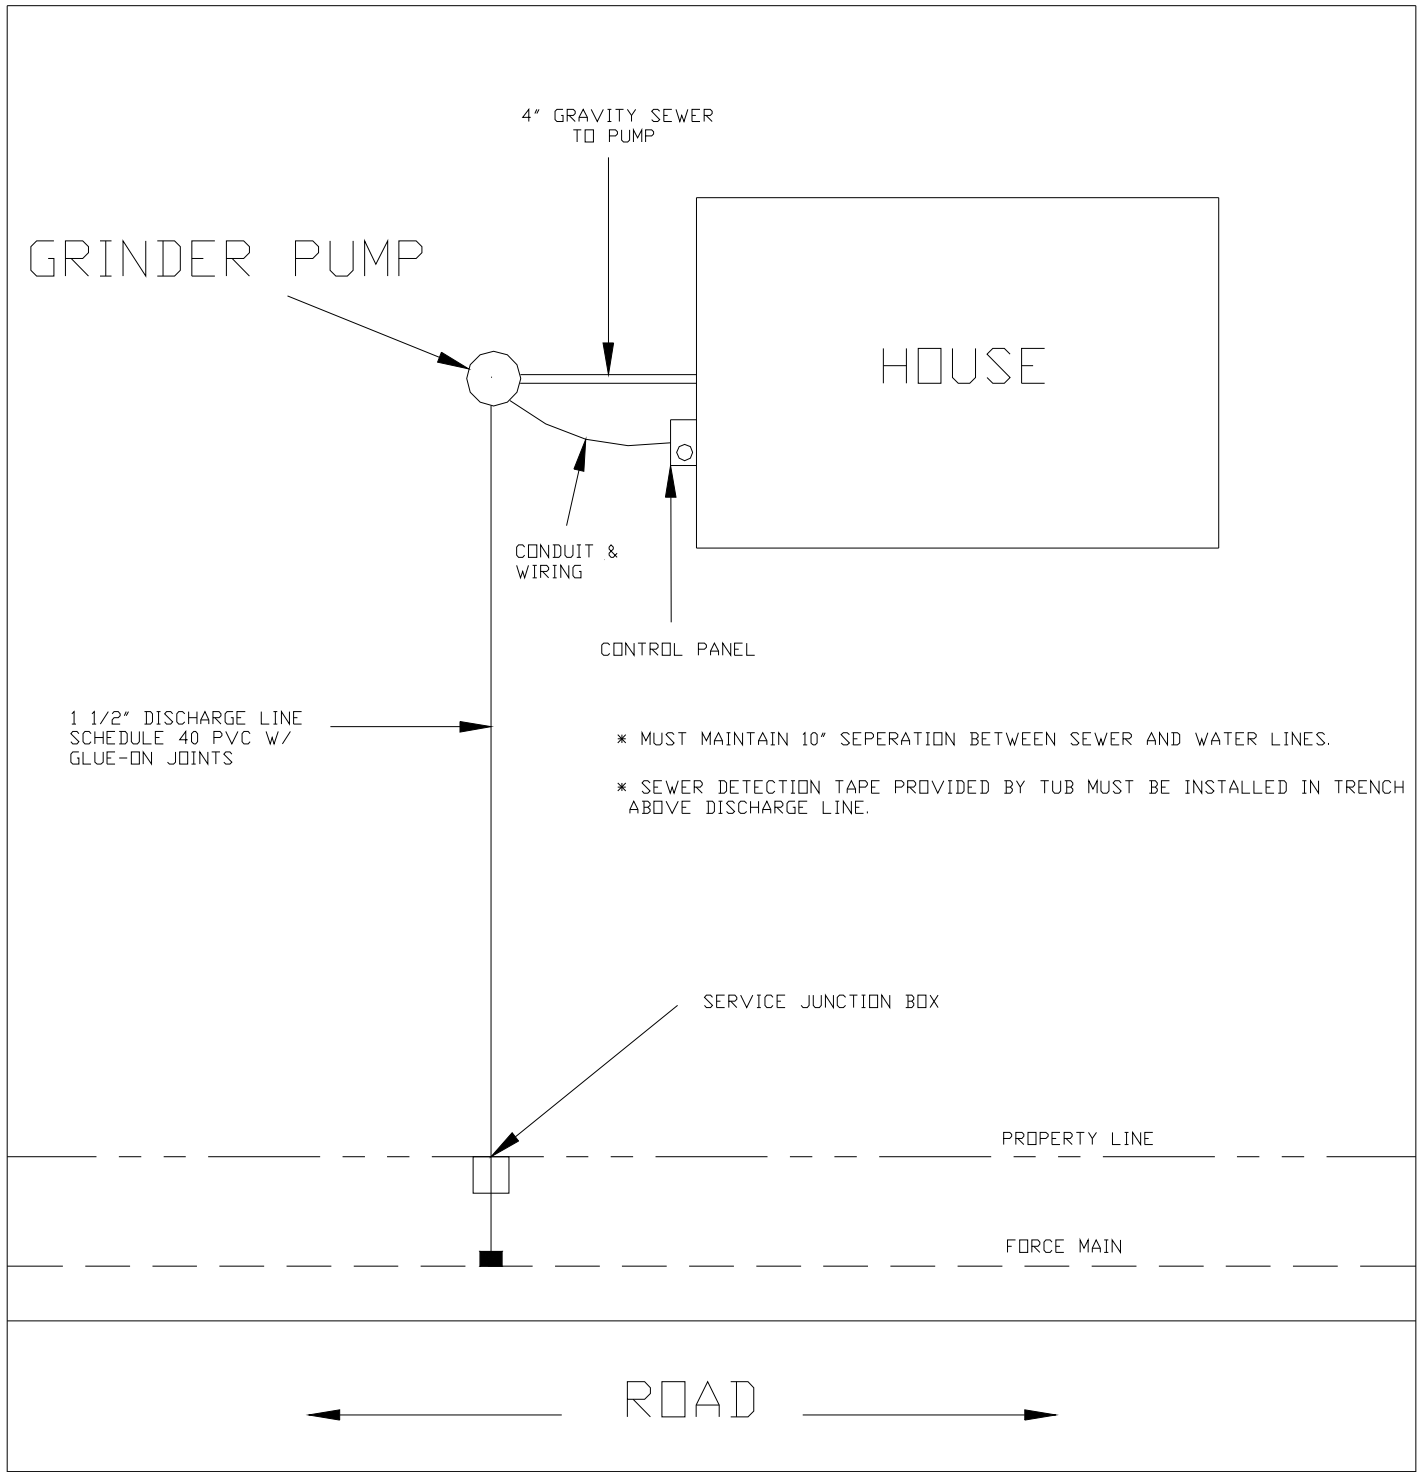 4" GRAVITY SEWER
TO PUMP
GRINDER PUMP
HOUSE
CONDUIT &
WIRING
CONTROL PANEL
1 1/2" DISCHARGE LINE
SCHEDULE 40 PVC W/
GLUE-ON JOINTS
* MUST MAINTAIN 10" SEPERATION BETWEEN SEWER AND WATER LINES.
* SEWER DETECTION TAPE PROVIDED BY TUB MUST BE INSTALLED IN TRENCH
ABOVE DISCHARGE LINE.
SERVICE JUNCTION BOX
PROPERTY LINE
FORCE MAIN
ROAD